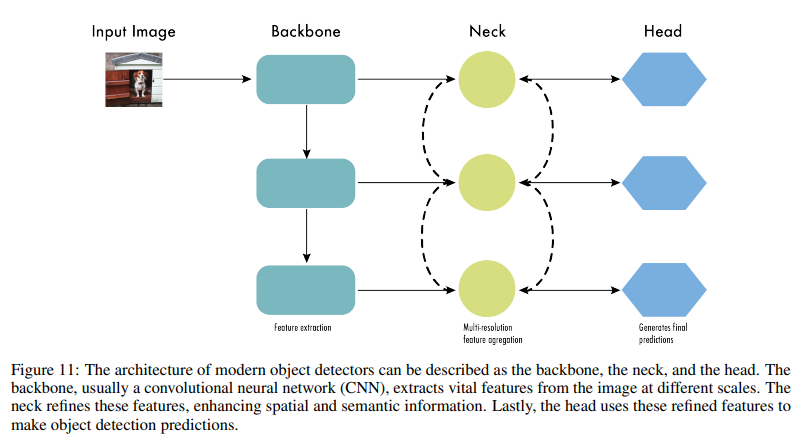 Input Image
Backbone
Neck
Head
Feature extraction
Multi-resolution
feature agregation
Generates final
predictions
Figure 11: The architecture of modern object detectors can be described as the backbone, the neck, and the head. The
backbone, usually a convolutional neural network (CNN), extracts vital features from the image at different scales. The
neck refines these features, enhancing spatial and semantic information. Lastly, the head uses these refined features to
make object detection predictions.